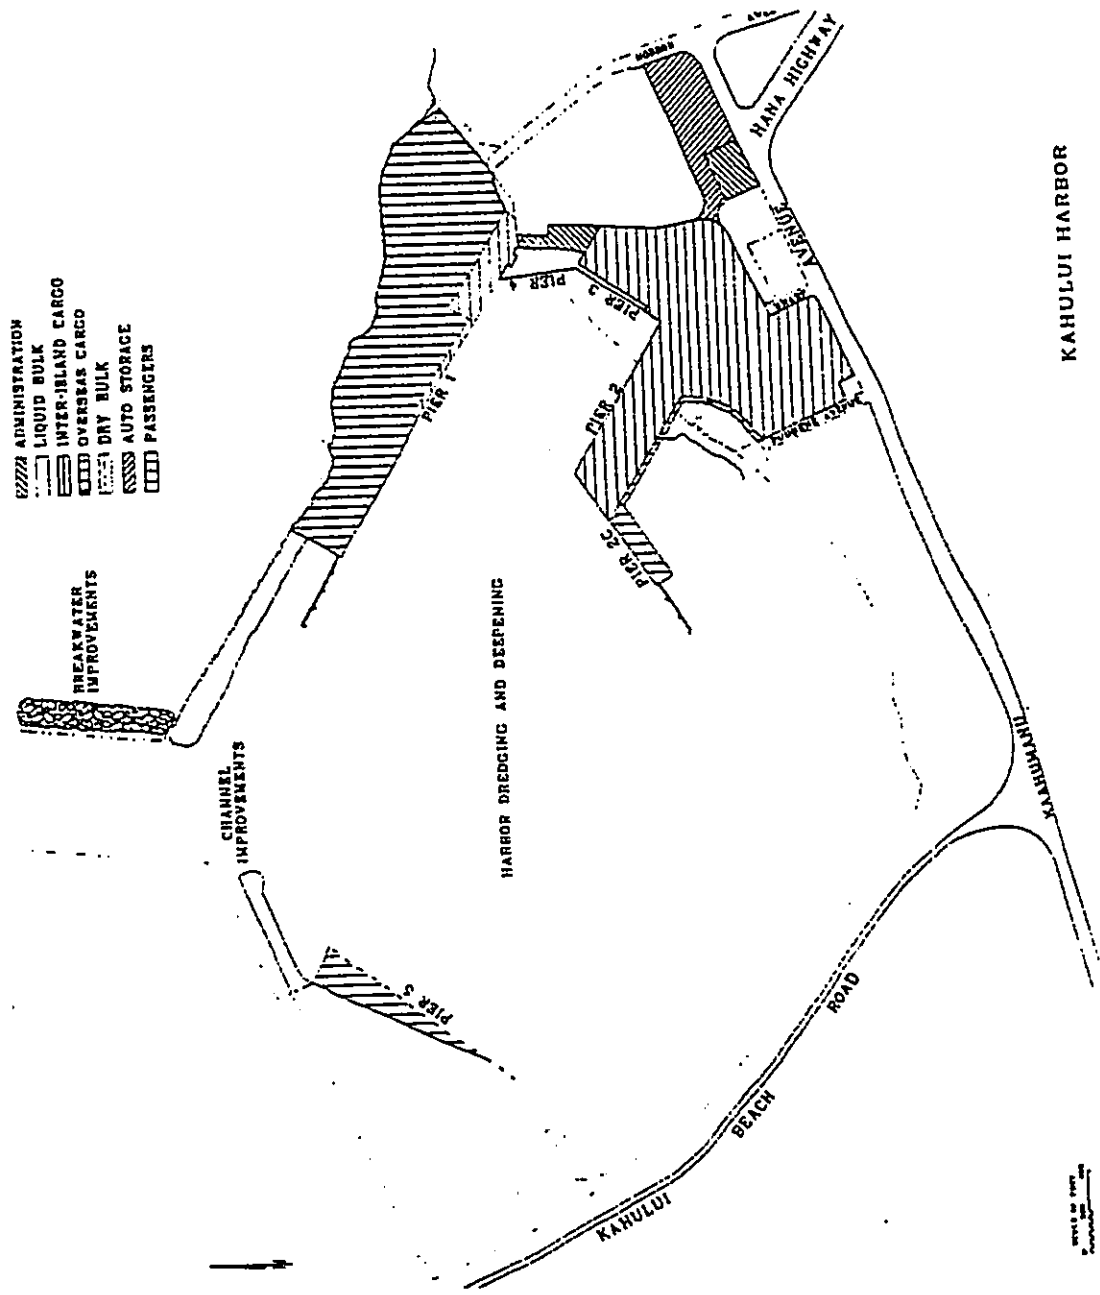 ADMINISTRATION
LIQUID BULK
INTER-ISLAND CARGO
OVERSEAS CARGO
DRY BULK
AUTO STORAGE
PASSENGERS
BREAKWATER
IMPROVEMENTS
CHANNEL
IMPROVEMENTS
HARBOR DREDGING AND DEEPENING
PIER 1
PIER 2
PIER 2C
PIER 3
PIER 4
PIER 5
HANA HIGHWAY
AVENUE
KAAHUMANU
KAHULUI
BEACH
ROAD
KAHULUI HARBOR